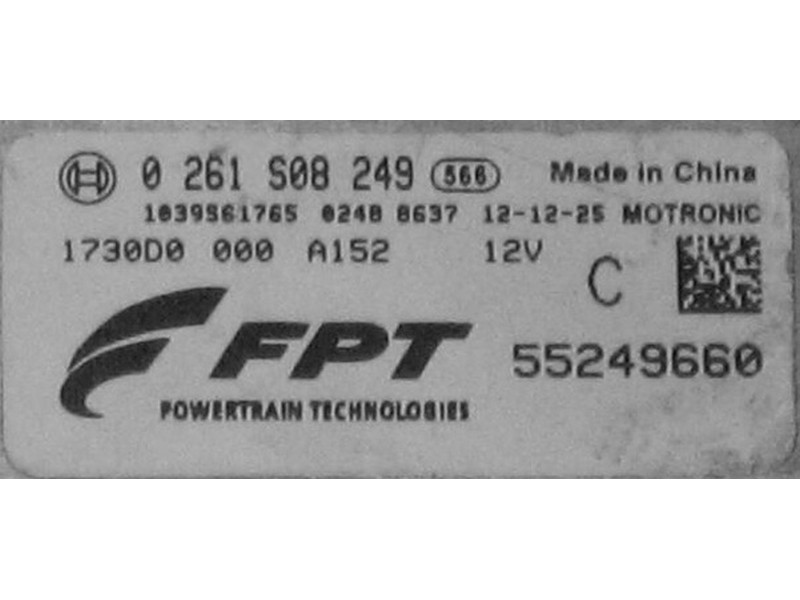 0 261 S08 249 566 Made in China
1039S61765 0248 8637 12-12-25 MOTRONIC
1730D0 000 A152 12V
C
FPT 55249660
POWERTRAIN TECHNOLOGIES